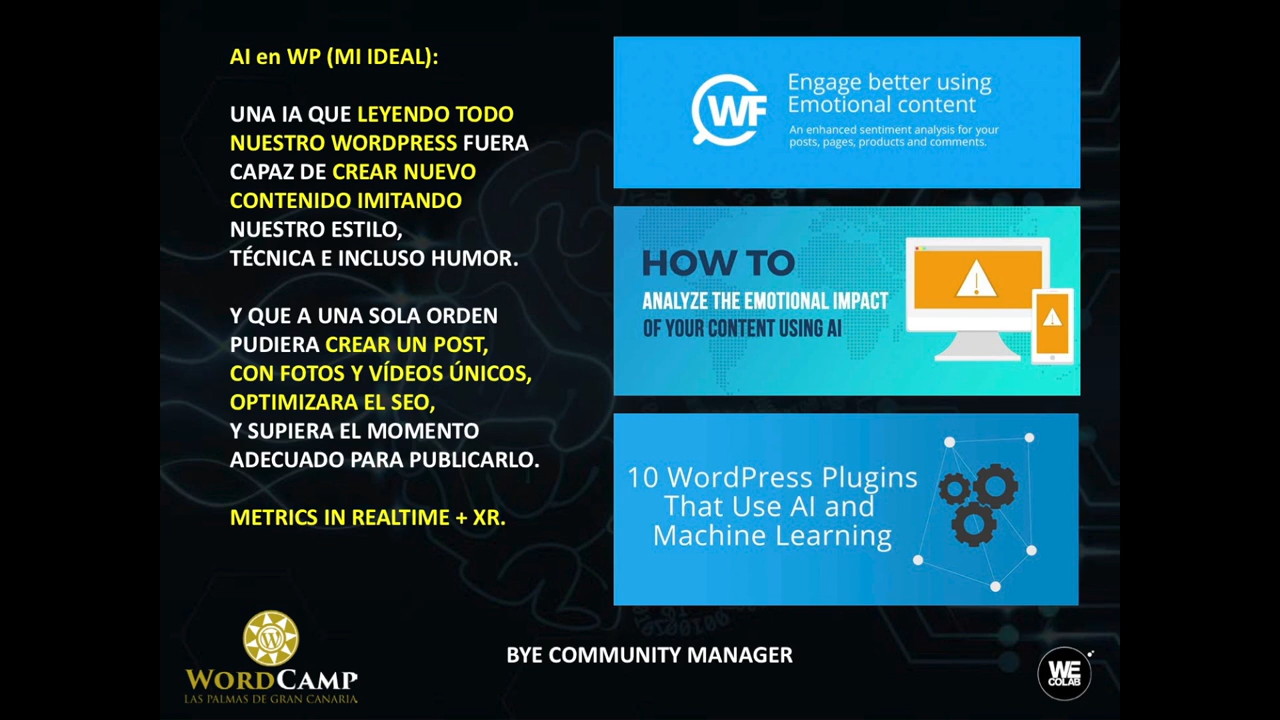 AI en WP (MI IDEAL):
UNA IA QUE LEYENDO TODO
NUESTRO WORDPRESS FUERA
CAPAZ DE CREAR NUEVO
CONTENIDO IMITANDO
NUESTRO ESTILO,
TÉCNICA E INCLUSO HUMOR.
Y QUE A UNA SOLA ORDEN
PUDIERA CREAR UN POST,
CON FOTOS Y VÍDEOS ÚNICOS,
OPTIMIZARA EL SEO,
Y SUPIERA EL MOMENTO
ADECUADO PARA PUBLICARLO.
METRICS IN REALTIME + XR.
WF
Engage better using
Emotional content
An enhanced sentiment analysis for your
posts, pages, products and comments.
HOW TO
ANALYZE THE EMOTIONAL IMPACT
OF YOUR CONTENT USING AI
10 WordPress Plugins
That Use AI and
Machine Learning
WORDCAMP
LAS PALMAS DE GRAN CANARIA
BYE COMMUNITY MANAGER
WE
COLAB